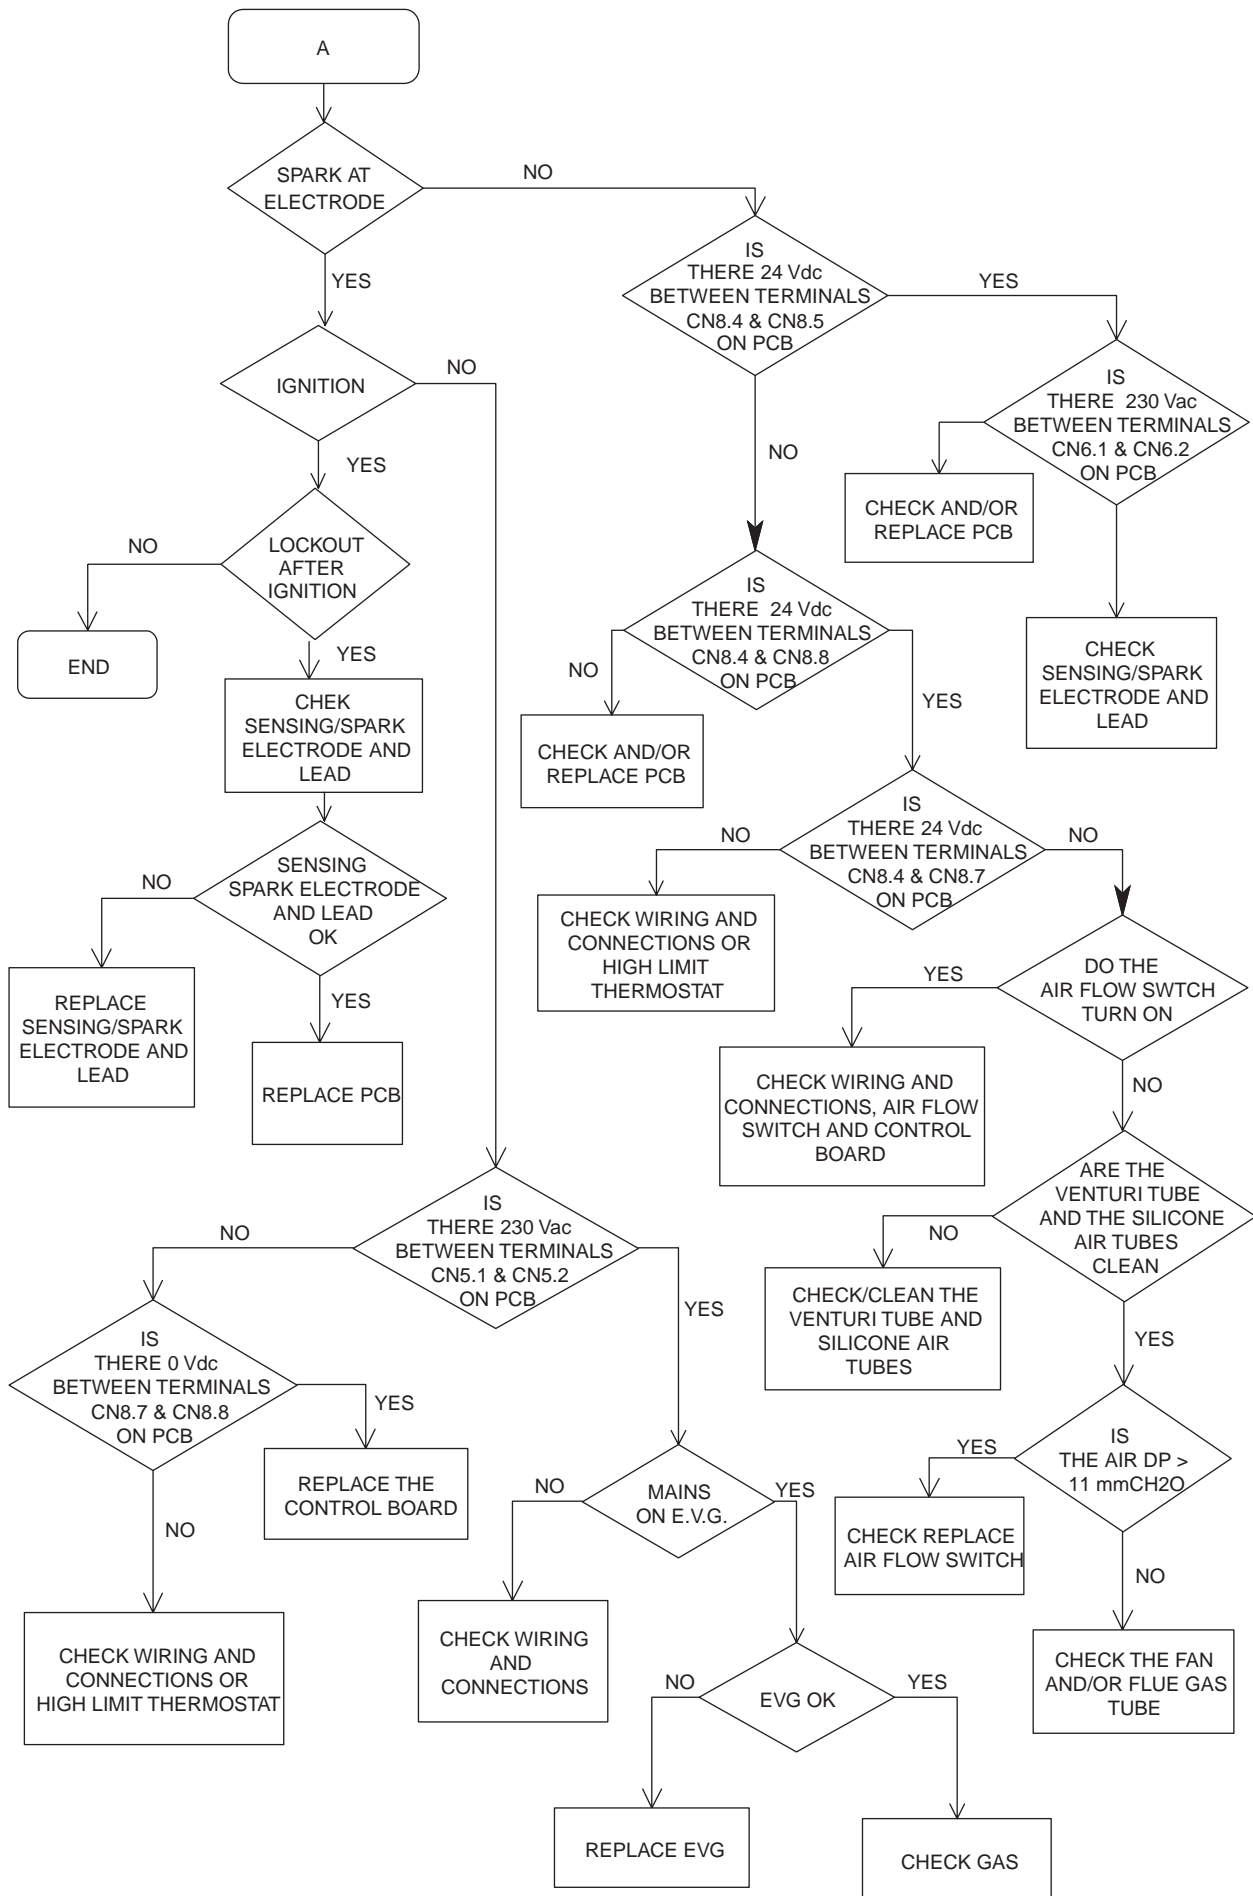 A
SPARK AT
ELECTRODE
NO
YES
IS
THERE 24 Vdc
BETWEEN TERMINALS
CN8.4 & CN8.5
ON PCB
YES
IGNITION
NO
YES
NO
IS
THERE 230 Vac
BETWEEN TERMINALS
CN6.1 & CN6.2
ON PCB
CHECK AND/OR
REPLACE PCB
CHECK
SENSING/SPARK
ELECTRODE AND
LEAD
LOCKOUT
AFTER
IGNITION
NO
END
YES
CHEK
SENSING/SPARK
ELECTRODE AND
LEAD
IS
THERE 24 Vdc
BETWEEN TERMINALS
CN8.4 & CN8.8
ON PCB
NO
YES
CHECK AND/OR
REPLACE PCB
IS
THERE 24 Vdc
BETWEEN TERMINALS
CN8.4 & CN8.7
ON PCB
NO
NO
CHECK WIRING AND
CONNECTIONS OR
HIGH LIMIT
THERMOSTAT
SENSING
SPARK ELECTRODE
AND LEAD
OK
NO
YES
REPLACE
SENSING/SPARK
ELECTRODE AND
LEAD
REPLACE PCB
DO THE
AIR FLOW SWTCH
TURN ON
YES
NO
CHECK WIRING AND
CONNECTIONS, AIR FLOW
SWITCH AND CONTROL
BOARD
ARE THE
VENTURI TUBE
AND THE SILICONE
AIR TUBES
CLEAN
NO
YES
CHECK/CLEAN THE
VENTURI TUBE AND
SILICONE AIR
TUBES
IS
THERE 230 Vac
BETWEEN TERMINALS
CN5.1 & CN5.2
ON PCB
NO
YES
IS
THERE 0 Vdc
BETWEEN TERMINALS
CN8.7 & CN8.8
ON PCB
YES
NO
REPLACE THE
CONTROL BOARD
CHECK WIRING AND
CONNECTIONS OR
HIGH LIMIT THERMOSTAT
MAINS
ON E.V.G.
NO
YES
CHECK WIRING
AND
CONNECTIONS
IS
THE AIR DP >
11 mmCH2O
YES
NO
CHECK REPLACE
AIR FLOW SWITCH
CHECK THE FAN
AND/OR FLUE GAS
TUBE
EVG OK
NO
YES
REPLACE EVG
CHECK GAS